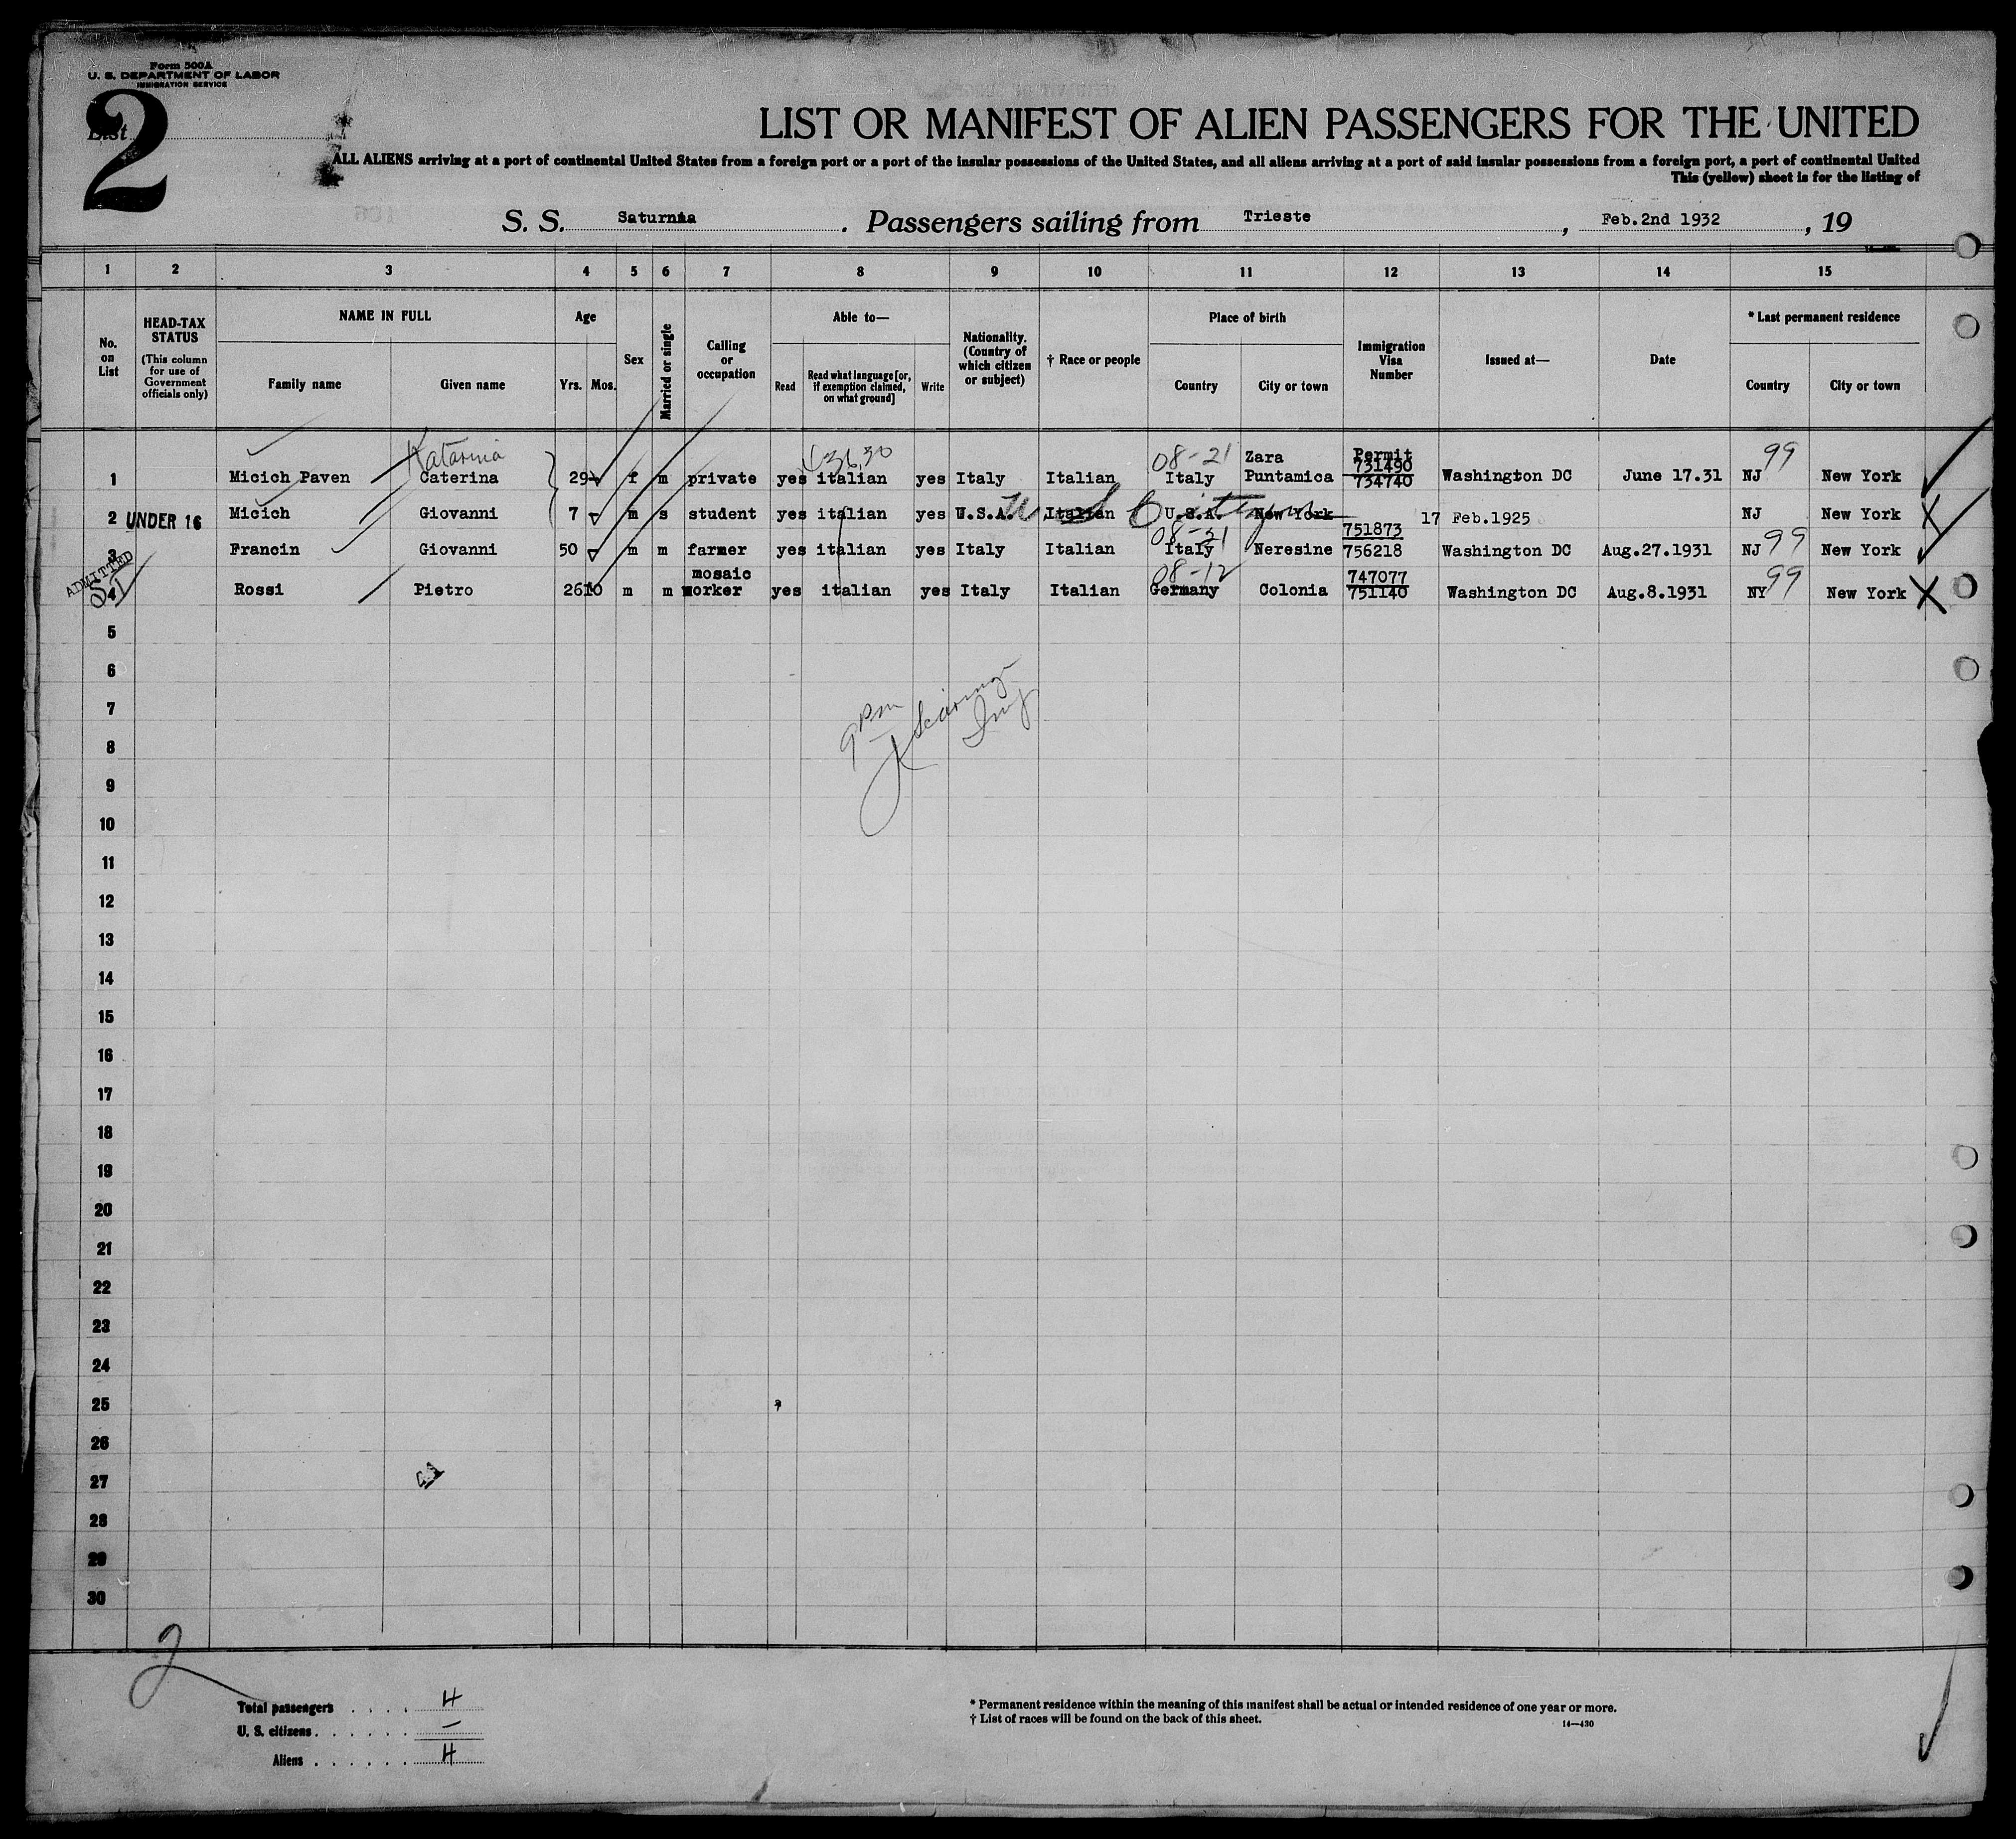 Form 500A
U. S. DEPARTMENT OF LABOR
IMMIGRATION SERVICE
List 2
LIST OR MANIFEST OF ALIEN PASSENGERS FOR THE UNITED
ALL ALIENS arriving at a port of continental United States from a foreign port or a port of the insular possessions of the United States, and all aliens arriving at a port of said insular possessions from a foreign port, a port of continental United
This (yellow) sheet is for the listing of
S. S. Saturnia. Passengers sailing from Trieste, Feb.2nd 1932, 19
1 2 3 4 5 6 7 8 9 10 11 12 13 14 15
No. on List
HEAD-TAX STATUS (This column for use of Government officials only)
NAME IN FULL
Family name Given name
Age
Yrs. Mos.
Sex
Married or single
Calling or occupation
Able to—
Read Read what language [or, if exemption claimed, on what ground] Write
Nationality. (Country of which citizen or subject)
† Race or people
Place of birth
Country City or town
Immigration Visa Number
Issued at—
Date
* Last permanent residence
Country City or town
Katarina 08-21 Zara Permit 731490 99
1 Micich Paven Caterina 29 f m private yes italian yes Italy Italian Italy Puntamica 734740 Washington DC June 17.31 NJ New York
2 UNDER 16 Micich Giovanni 7 m s student yes italian yes U.S.A. Italian U.S.A. New York 17 Feb.1925 NJ New York
U S Citizen
08-21 751873 99
3 Francin Giovanni 50 m m farmer yes italian yes Italy Italian Italy Neresine 756218 Washington DC Aug.27.1931 NJ New York
ADMITTED
mosaic 08-12 747077 99
4 Rossi Pietro 26 10 m m worker yes italian yes Italy Italian Germany Colonia 751140 Washington DC Aug.8.1931 NY New York
5
6
7
8
9
10
11
12
13
14
15
16
17
18
19
20
21
22
23
24
25
26
27
28
29
30
2
Total passengers 4
U. S. citizens –
Aliens 4
* Permanent residence within the meaning of this manifest shall be actual or intended residence of one year or more.
† List of races will be found on the back of this sheet.
14—430